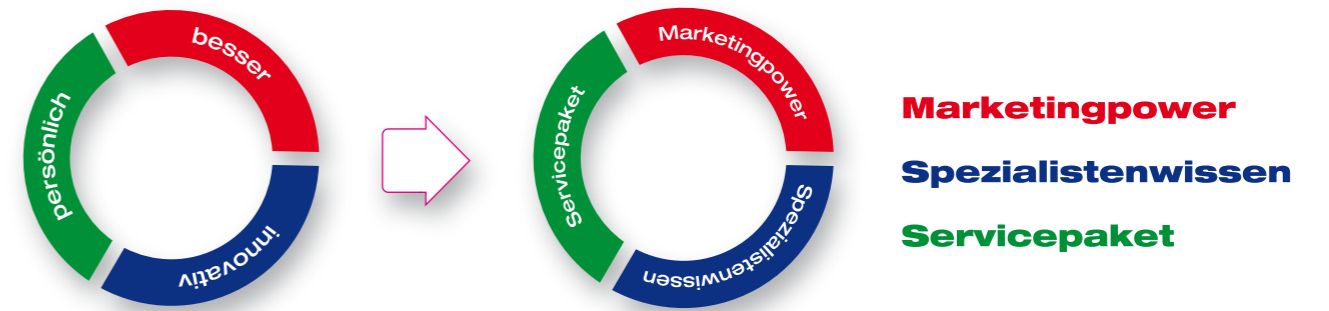 besser
innovativ
persönlich
Marketingpower
Spezialistenwissen
Servicepaket
Marketingpower
Spezialistenwissen
Servicepaket